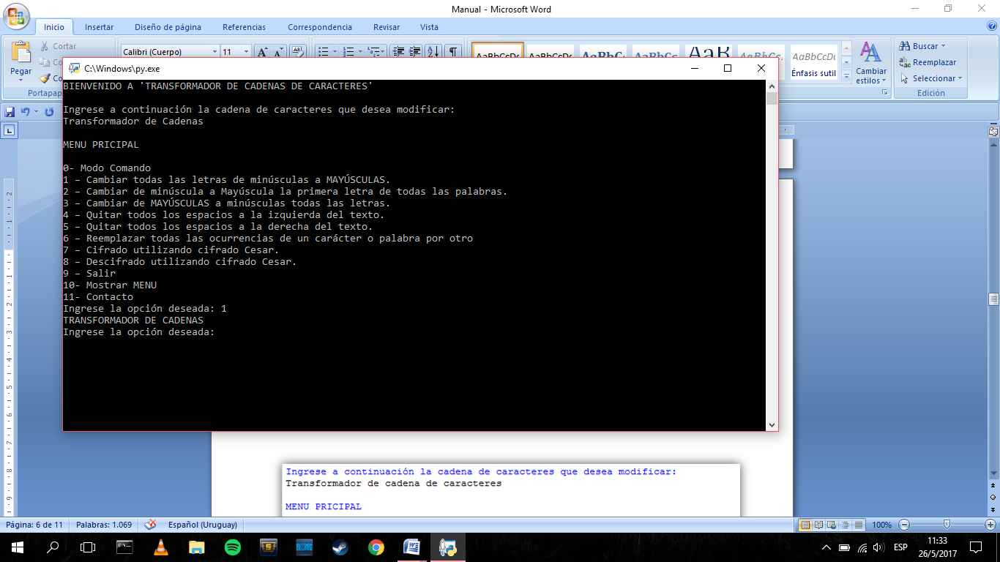 Manual - Microsoft Word
Inicio
Insertar
Diseño de página
Referencias
Correspondencia
Revisar
Vista
Pegar
Cortar
Portapap
Calibri (Cuerpo)
11
AaBbCcDc
AaBbCcDc
AaBbC
AaBbCc
AaB
AaBbCc.
AaBbCcDc
Énfasis sutil
Cambiar
estilos
Buscar
Reemplazar
Seleccionar
Edición
C:\Windows\py.exe
BIENVENIDO A 'TRANSFORMADOR DE CADENAS DE CARACTERES'
Ingrese a continuación la cadena de caracteres que desea modificar:
Transformador de Cadenas
MENU PRICIPAL
0- Modo Comando
1 – Cambiar todas las letras de minúsculas a MAYÚSCULAS.
2 – Cambiar de minúscula a Mayúscula la primera letra de todas las palabras.
3 – Cambiar de MAYÚSCULAS a minúsculas todas las letras.
4 – Quitar todos los espacios a la izquierda del texto.
5 – Quitar todos los espacios a la derecha del texto.
6 – Reemplazar todas las ocurrencias de un carácter o palabra por otro
7 – Cifrado utilizando cifrado Cesar.
8 – Descifrado utilizando cifrado Cesar.
9 – Salir
10- Mostrar MENU
11- Contacto
Ingrese la opción deseada: 1
TRANSFORMADOR DE CADENAS
Ingrese la opción deseada:
Ingrese a continuación la cadena de caracteres que desea modificar:
Transformador de cadena de caracteres
MENU PRICIPAL
Página: 6 de 11
Palabras: 1.069
Español (Uruguay)
100%
ESP
11:33
26/5/2017